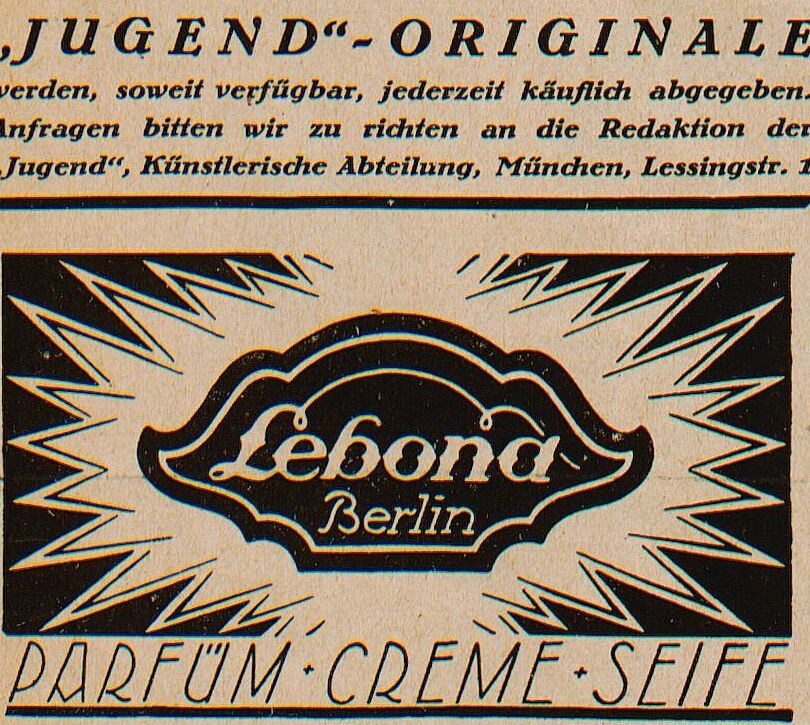 „JUGEND“-ORIGINALE
werden, soweit verfügbar, jederzeit käuflich abgegeben.
Anfragen bitten wir zu richten an die Redaktion der
„Jugend“, Künstlerische Abteilung, München, Lessingstr. 1
Lebona
Berlin
PARFÜM · CREME · SEIFE